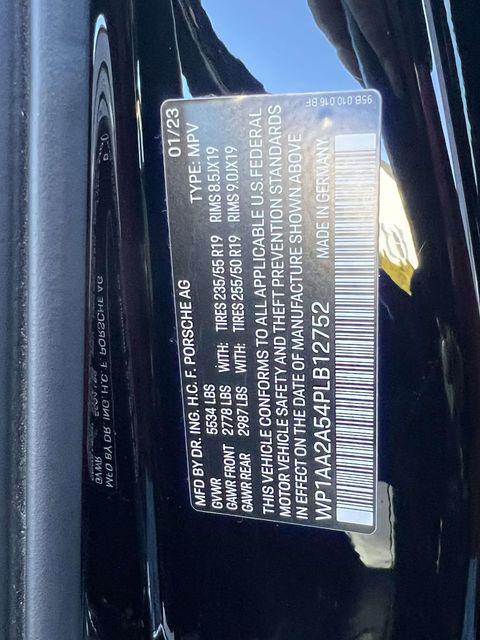 MFD BY DR. ING. H.C. F. PORSCHE AG 01/23
GVWR 5534 LBS TYPE: MPV
GAWR FRONT 2778 LBS WITH: TIRES 235/55 R19 RIMS 8.5JX19
GAWR REAR 2987 LBS WITH: TIRES 255/50 R19 RIMS 9.0JX19
THIS VEHICLE CONFORMS TO ALL APPLICABLE U.S. FEDERAL
MOTOR VEHICLE SAFETY AND THEFT PREVENTION STANDARDS
IN EFFECT ON THE DATE OF MANUFACTURE SHOWN ABOVE
WP1AA2A54PLB12752 MADE IN GERMANY
95B.010.016.BF